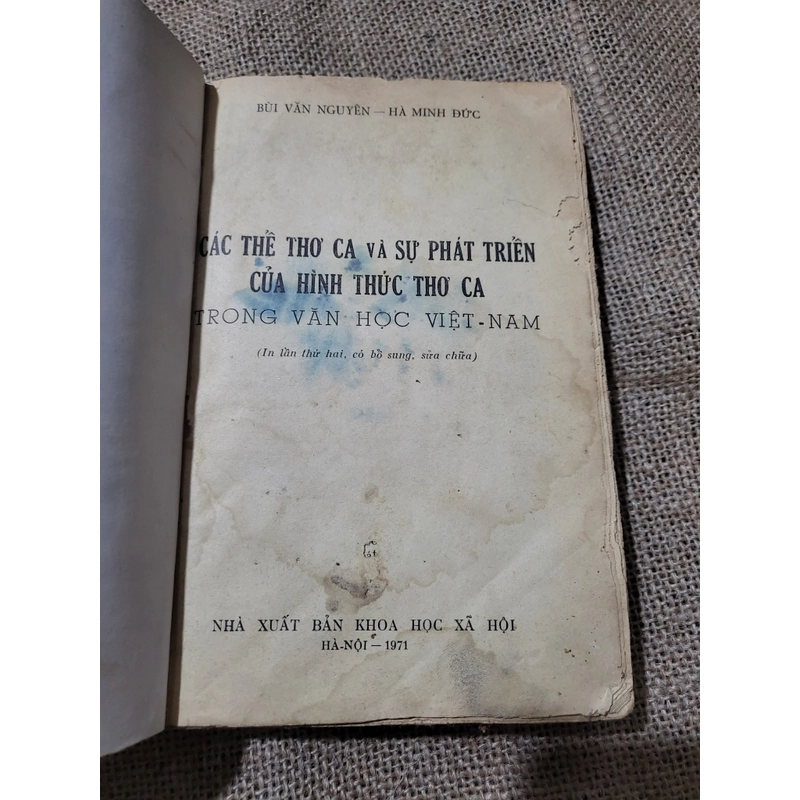 BÙI VĂN NGUYÊN — HÀ MINH ĐỨC
CÁC THỂ THƠ CA VÀ SỰ PHÁT TRIỂN
CỦA HÌNH THỨC THƠ CA
TRONG VĂN HỌC VIỆT-NAM
(In lần thứ hai, có bổ sung, sửa chữa)
NHÀ XUẤT BẢN KHOA HỌC XÃ HỘI
HÀ-NỘI — 1971